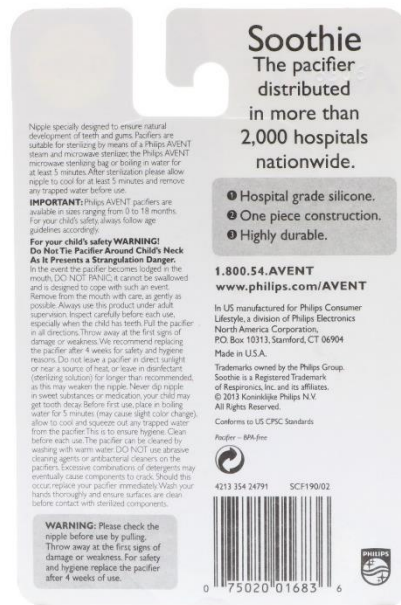 Soothie
The pacifier
distributed
in more than
2,000 hospitals
nationwide.
❶ Hospital grade silicone.
❷ One piece construction.
❸ Highly durable.
1.800.54.AVENT
www.philips.com/AVENT
In US manufactured for Philips Consumer
Lifestyle, a division of Philips Electronics
North America Corporation,
P.O. Box 10313, Stamford, CT 06904
Made in U.S.A.
Trademarks owned by the Philips Group.
Soothie is a Registered Trademark
of Respironics, Inc. and its affiliates.
© 2013 Koninklijke Philips N.V.
All Rights Reserved.
Conforms to US CPSC Standards
Pacifier – BPA-free
4213 354 24791 SCF190/02
PHILIPS
0 75020 01683 6
Nipple specially designed to ensure natural
development of teeth and gums. Pacifiers are
suitable for sterilizing by means of a Philips AVENT
steam and microwave sterilizer, the Philips AVENT
microwave sterilizing bag or boiling in water for
at least 5 minutes. After sterilization please allow
nipple to cool for at least 5 minutes and remove
any trapped water before use.
IMPORTANT: Philips AVENT pacifiers are
available in sizes ranging from 0 to 18 months.
For your child's safety, always follow age
guidelines accordingly.
For your child's safety WARNING!
Do Not Tie Pacifier Around Child's Neck
As It Presents a Strangulation Danger.
In the event the pacifier becomes lodged in the
mouth, DO NOT PANIC; it cannot be swallowed
and is designed to cope with such an event.
Remove from the mouth with care, as gently as
possible. Always use this product under adult
supervision. Inspect carefully before each use,
especially when the child has teeth. Pull the pacifier
in all directions. Throw away at the first signs of
damage or weakness. We recommend replacing
the pacifier after 4 weeks for safety and hygiene
reasons. Do not leave a pacifier in direct sunlight
or near a source of heat, or leave in disinfectant
(sterilizing solution) for longer than recommended,
as this may weaken the nipple. Never dip nipple
in sweet substances or medication, your child may
get tooth decay. Before first use, place in boiling
water for 5 minutes (may cause slight color change),
allow to cool and squeeze out any trapped water
from the pacifier. This is to ensure hygiene. Clean
before each use. The pacifier can be cleaned by
washing with warm water. DO NOT use abrasive
cleaning agents or antibacterial cleaners on the
pacifiers. Excessive combinations of detergents may
eventually cause components to crack. Should this
occur, replace your pacifier immediately. Wash your
hands thoroughly and ensure surfaces are clean
before contact with sterilized components.
WARNING: Please check the
nipple before use by pulling.
Throw away at the first signs
of damage or weakness. For safety
and hygiene replace the pacifier
after 4 weeks of use.